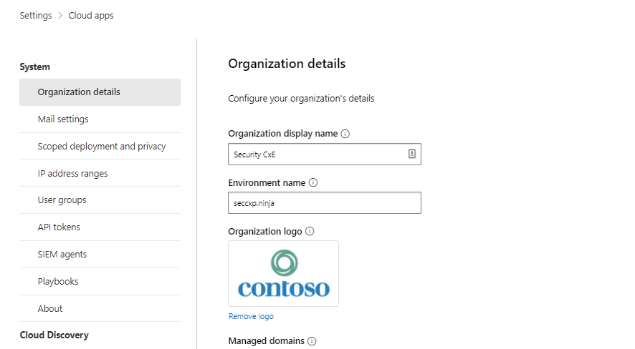 Settings > Cloud apps
System
Organization details
Mail settings
Scoped deployment and privacy
IP address ranges
User groups
API tokens
SIEM agents
Playbooks
About
Cloud Discovery
Organization details
Configure your organization's details
Organization display name
Security CxE
Environment name
seccxp.ninja
Organization logo
contoso
Remove logo
Managed domains